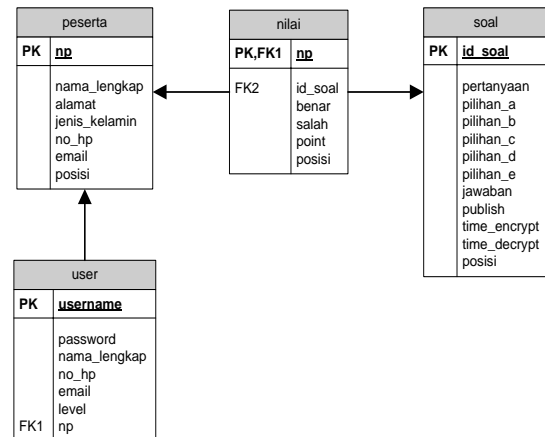 peserta
PK np
nama_lengkap
alamat
jenis_kelamin
no_hp
email
posisi
nilai
PK,FK1 np
FK2 id_soal
benar
salah
point
posisi
soal
PK id_soal
pertanyaan
pilihan_a
pilihan_b
pilihan_c
pilihan_d
pilihan_e
jawaban
publish
time_encrypt
time_decrypt
posisi
user
PK username
password
nama_lengkap
no_hp
email
level
FK1 np